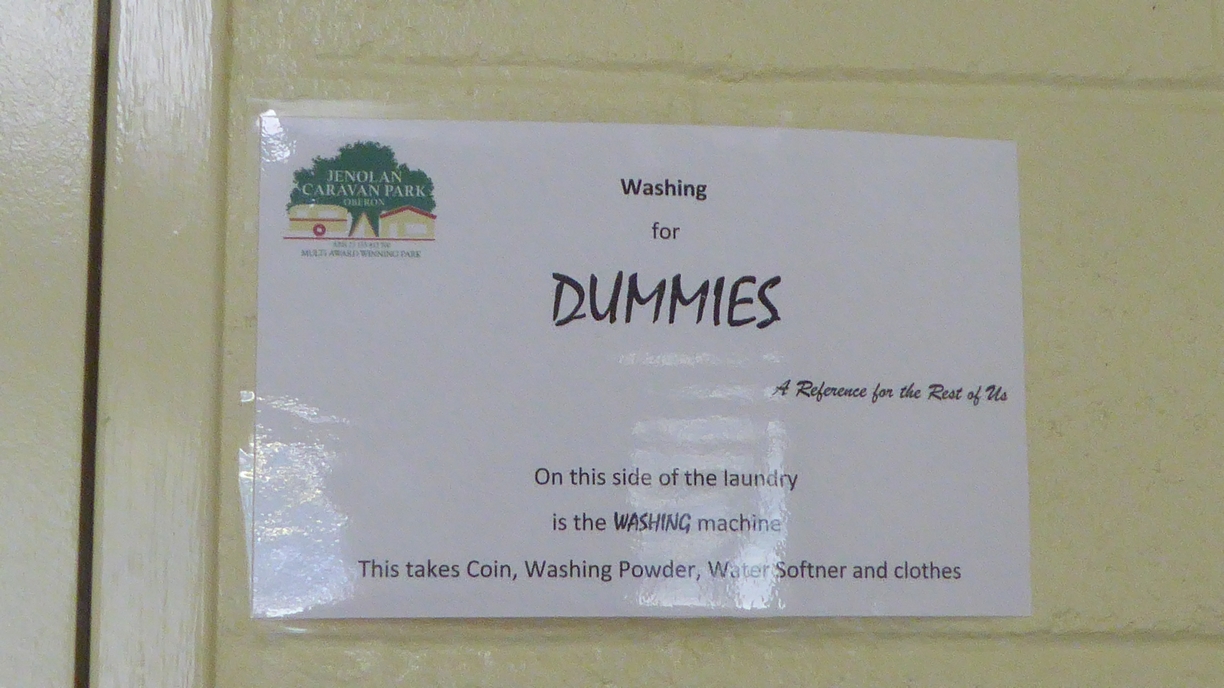 JENOLAN
CARAVAN PARK
OBERON
MULTI AWARD WINNING PARK
Washing
for
DUMMIES
A Reference for the Rest of Us
On this side of the laundry
is the WASHING machine
This takes Coin, Washing Powder, Water Softner and clothes